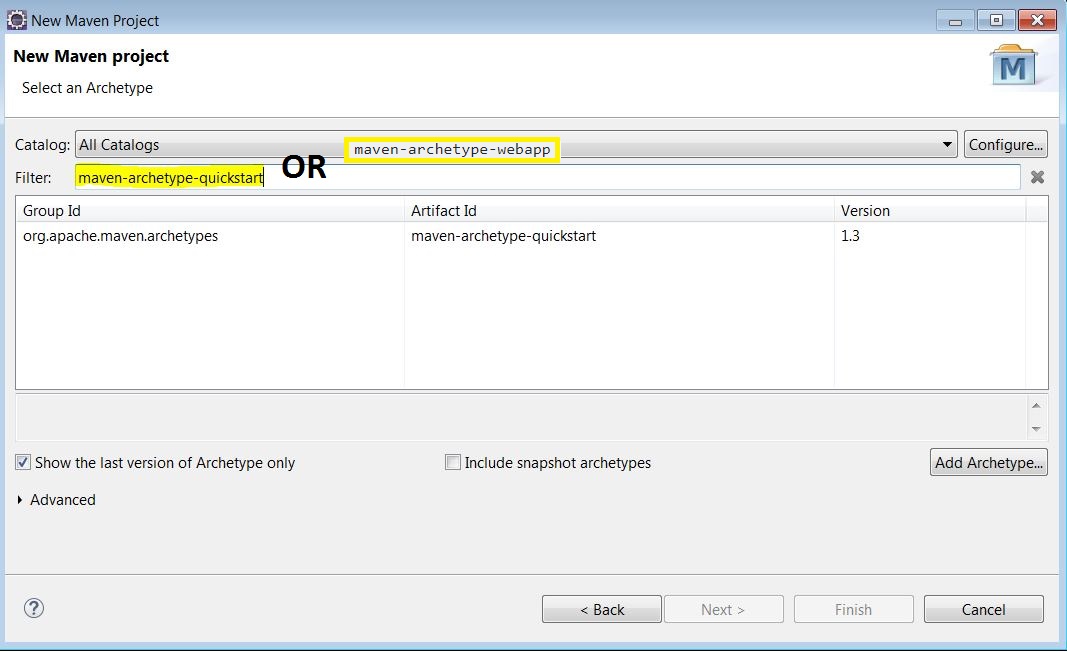 New Maven Project
New Maven project
Select an Archetype
M
Catalog: All Catalogs maven-archetype-webapp Configure...
Filter: maven-archetype-quickstart OR
Group Id Artifact Id Version
org.apache.maven.archetypes maven-archetype-quickstart 1.3
Show the last version of Archetype only Include snapshot archetypes Add Archetype...
Advanced
? < Back Next > Finish Cancel